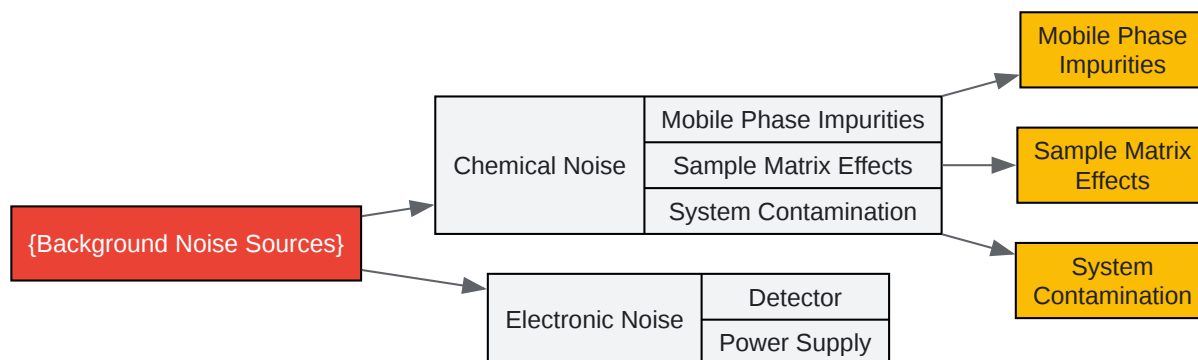 {Background Noise Sources}
Chemical Noise
Mobile Phase Impurities
Sample Matrix Effects
System Contamination
Electronic Noise
Detector
Power Supply
Mobile Phase
Impurities
Sample Matrix
Effects
System
Contamination